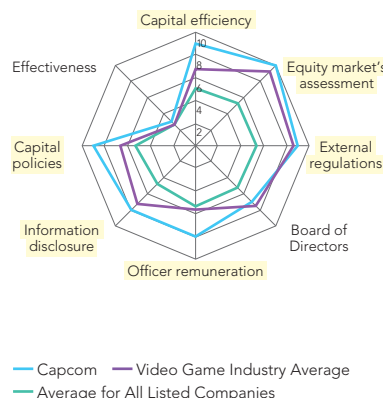 Capital efficiency
10
8
6
4
2
Effectiveness
Equity market's
assessment
Capital
policies
External
regulations
Information
disclosure
Board of
Directors
Officer remuneration
Capcom
Video Game Industry Average
Average for All Listed Companies